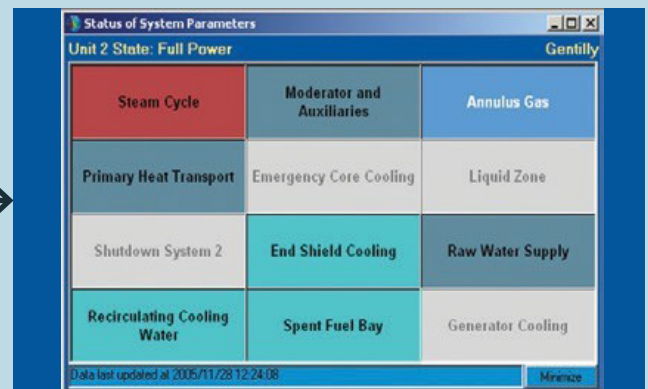 Status of System Parameters
Unit 2 State: Full Power
Gentilly
Steam Cycle
Moderator and
Auxiliaries
Annulus Gas
Primary Heat Transport
Emergency Core Cooling
Liquid Zone
Shutdown System 2
End Shield Cooling
Raw Water Supply
Recirculating Cooling
Water
Spent Fuel Bay
Generator Cooling
Data last updated at 2005/11/28 12:24:08
Minimize